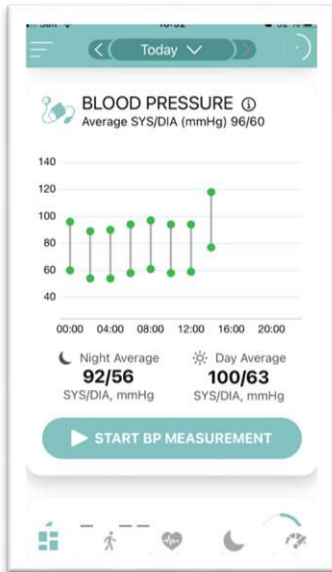 Today
BLOOD PRESSURE
Average SYS/DIA (mmHg) 96/60
140
120
100
80
60
40
00:00 04:00 08:00 12:00 16:00 20:00
Night Average
92/56
SYS/DIA, mmHg
Day Average
100/63
SYS/DIA, mmHg
START BP MEASUREMENT